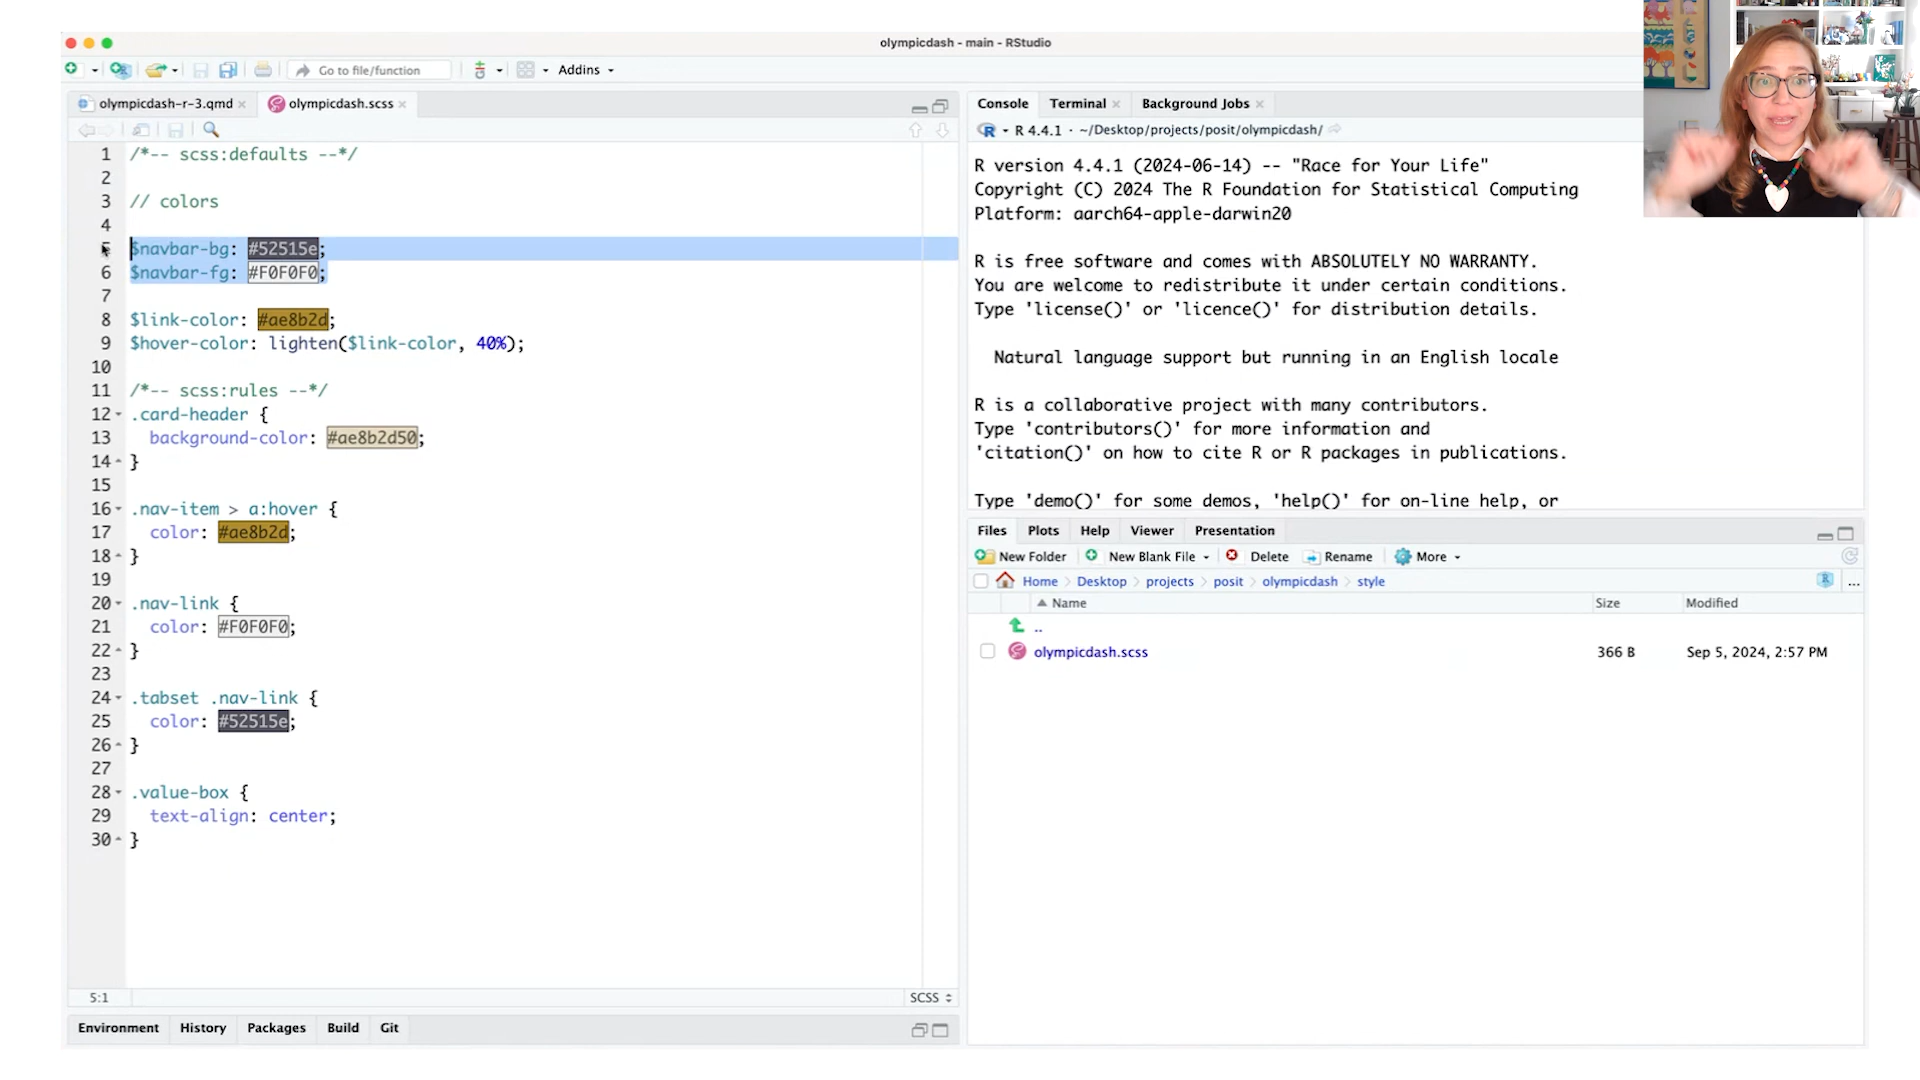 olympicdash - main - RStudio
Go to file/function
Addins
olympicdash-r-3.qmd
olympicdash.scss
1 /*-- scss:defaults --*/
2
3 // colors
4
5 $navbar-bg: #52515e;
6 $navbar-fg: #F0F0F0;
7
8 $link-color: #ae8b2d;
9 $hover-color: lighten($link-color, 40%);
10
11 /*-- scss:rules --*/
12 .card-header {
13 background-color: #ae8b2d50;
14 }
15
16 .nav-item > a:hover {
17 color: #ae8b2d;
18 }
19
20 .nav-link {
21 color: #F0F0F0;
22 }
23
24 .tabset .nav-link {
25 color: #52515e;
26 }
27
28 .value-box {
29 text-align: center;
30 }
5:1
SCSS
Environment History Packages Build Git
Console Terminal Background Jobs
R 4.4.1 · ~/Desktop/projects/posit/olympicdash/
R version 4.4.1 (2024-06-14) -- "Race for Your Life"
Copyright (C) 2024 The R Foundation for Statistical Computing
Platform: aarch64-apple-darwin20
R is free software and comes with ABSOLUTELY NO WARRANTY.
You are welcome to redistribute it under certain conditions.
Type 'license()' or 'licence()' for distribution details.
Natural language support but running in an English locale
R is a collaborative project with many contributors.
Type 'contributors()' for more information and
'citation()' on how to cite R or R packages in publications.
Type 'demo()' for some demos, 'help()' for on-line help, or
Files Plots Help Viewer Presentation
New Folder New Blank File Delete Rename More
Home > Desktop > projects > posit > olympicdash > style
...
Name Size Modified
..
olympicdash.scss 366 B Sep 5, 2024, 2:57 PM